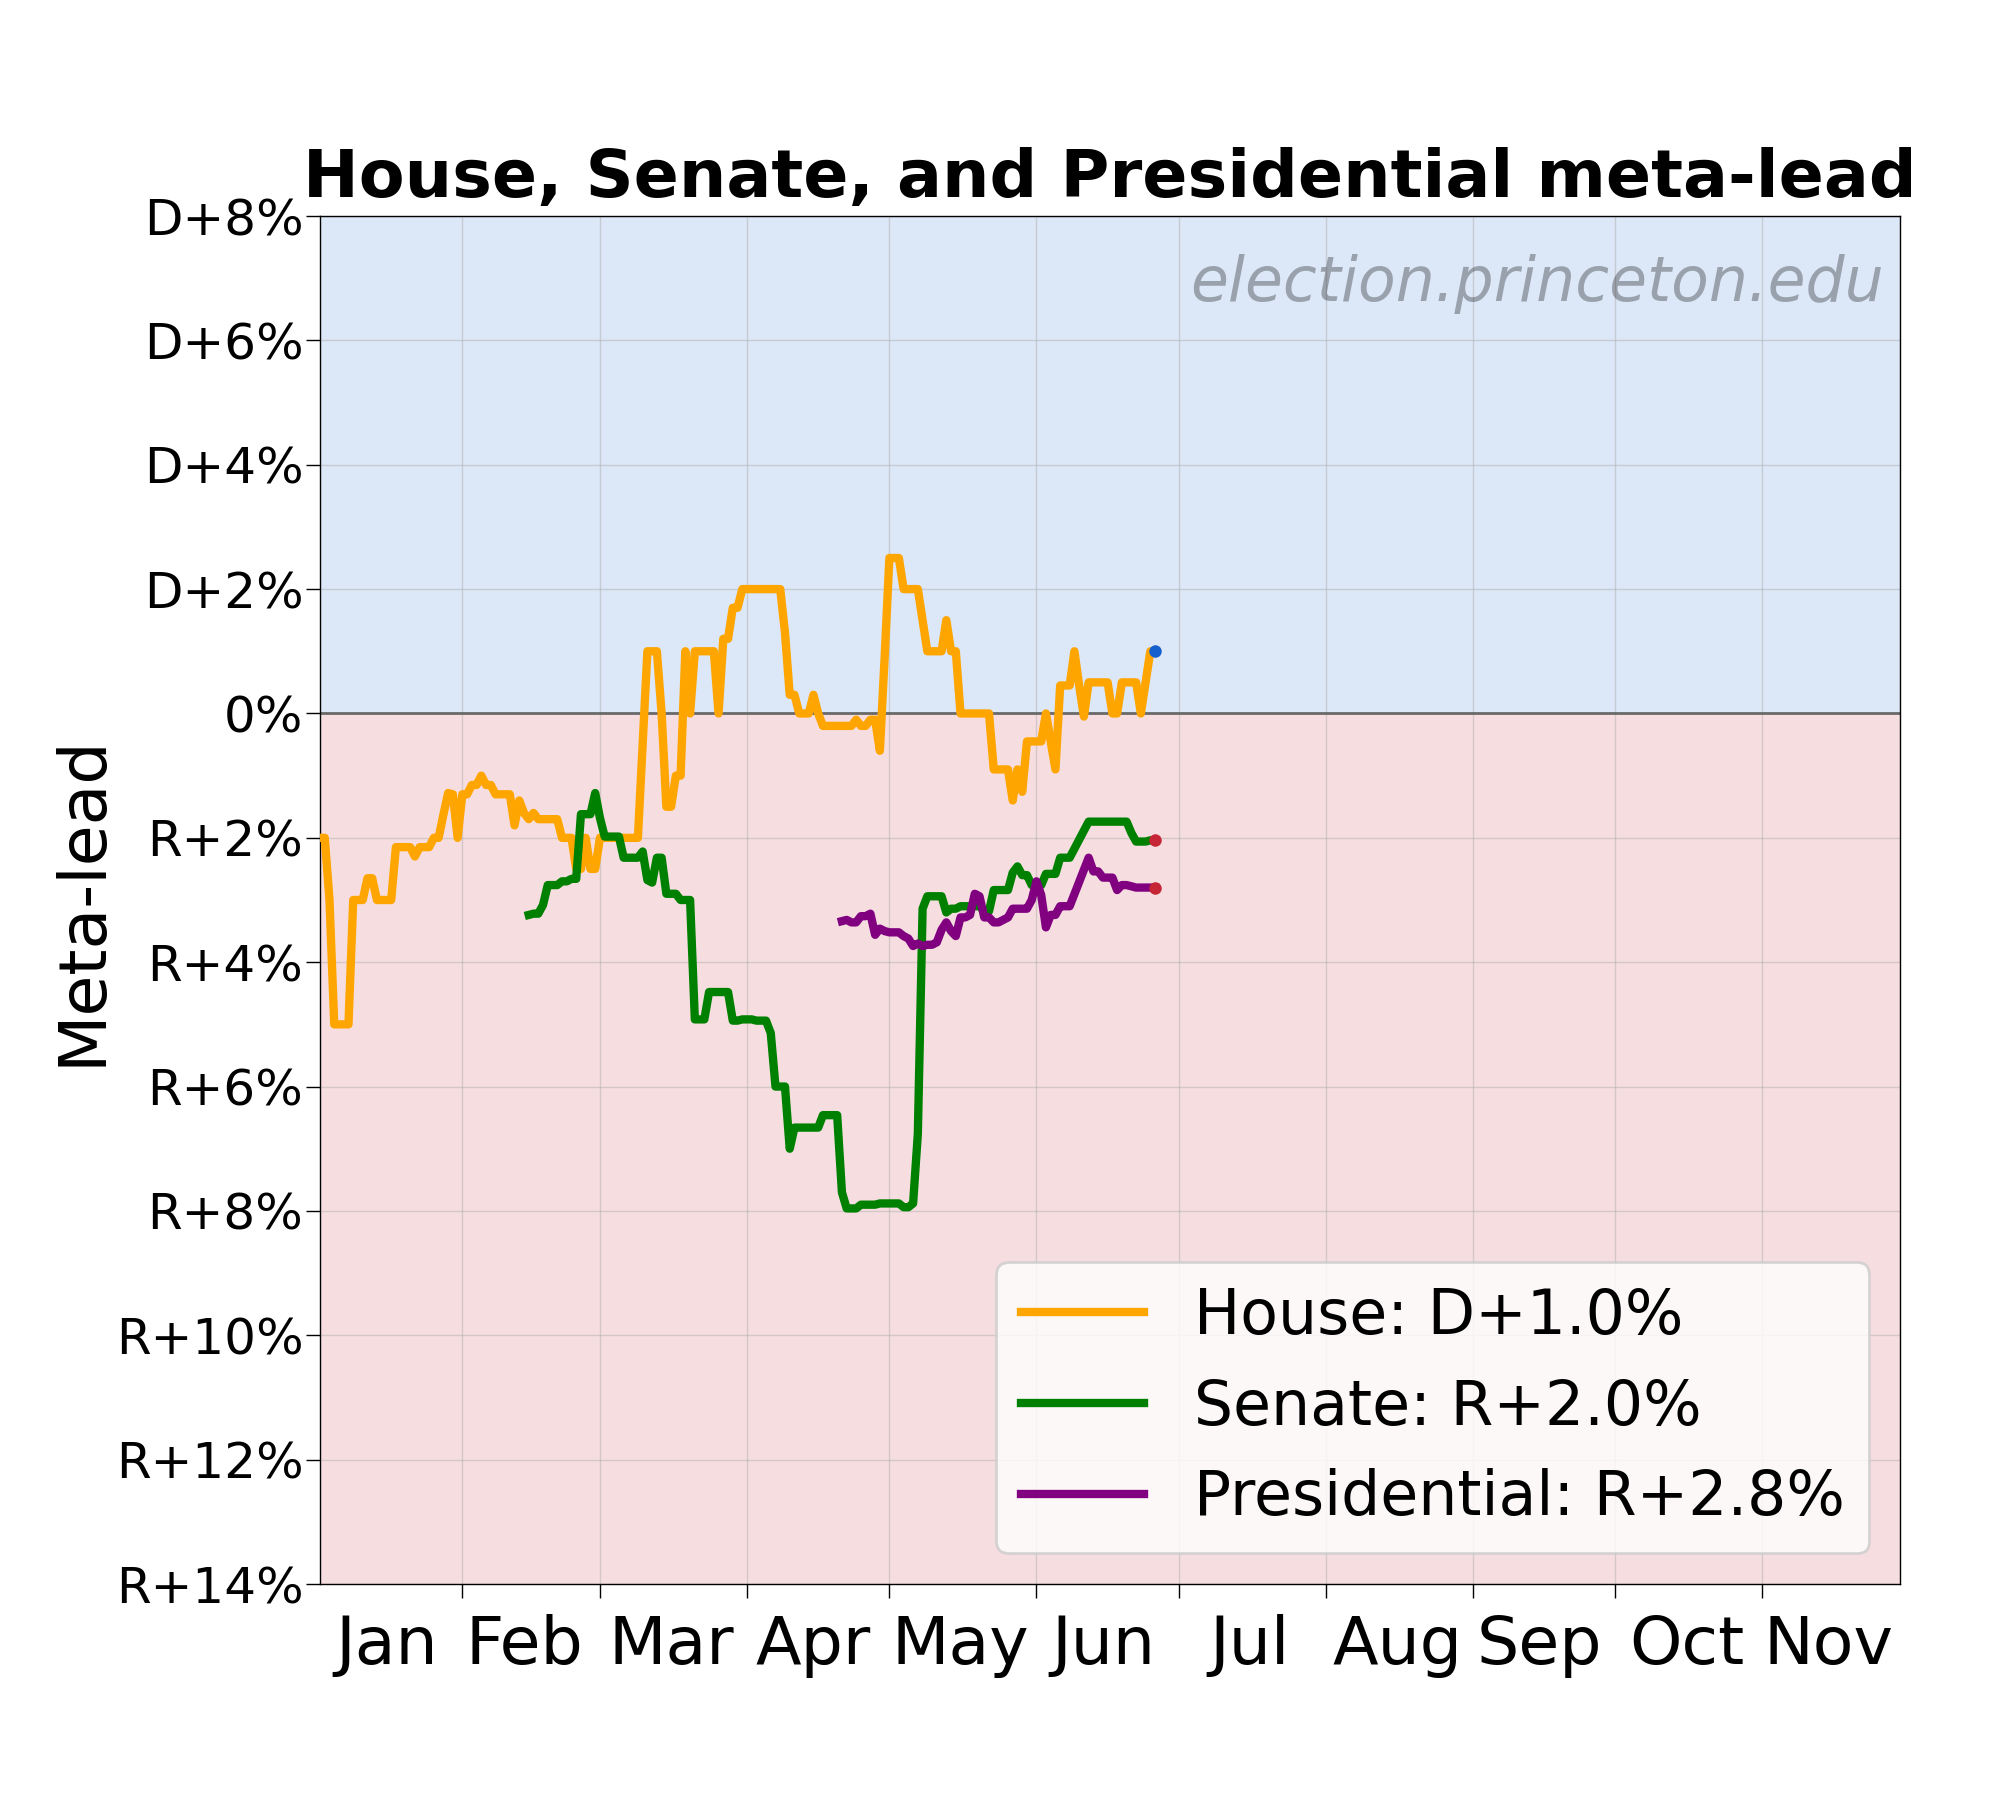 House, Senate, and Presidential meta-lead
election.princeton.edu
D+8%
D+6%
D+4%
D+2%
0%
R+2%
R+4%
R+6%
R+8%
R+10%
R+12%
R+14%
Meta-lead
House: D+1.0%
Senate: R+2.0%
Presidential: R+2.8%
Jan Feb Mar Apr May Jun Jul Aug Sep Oct Nov